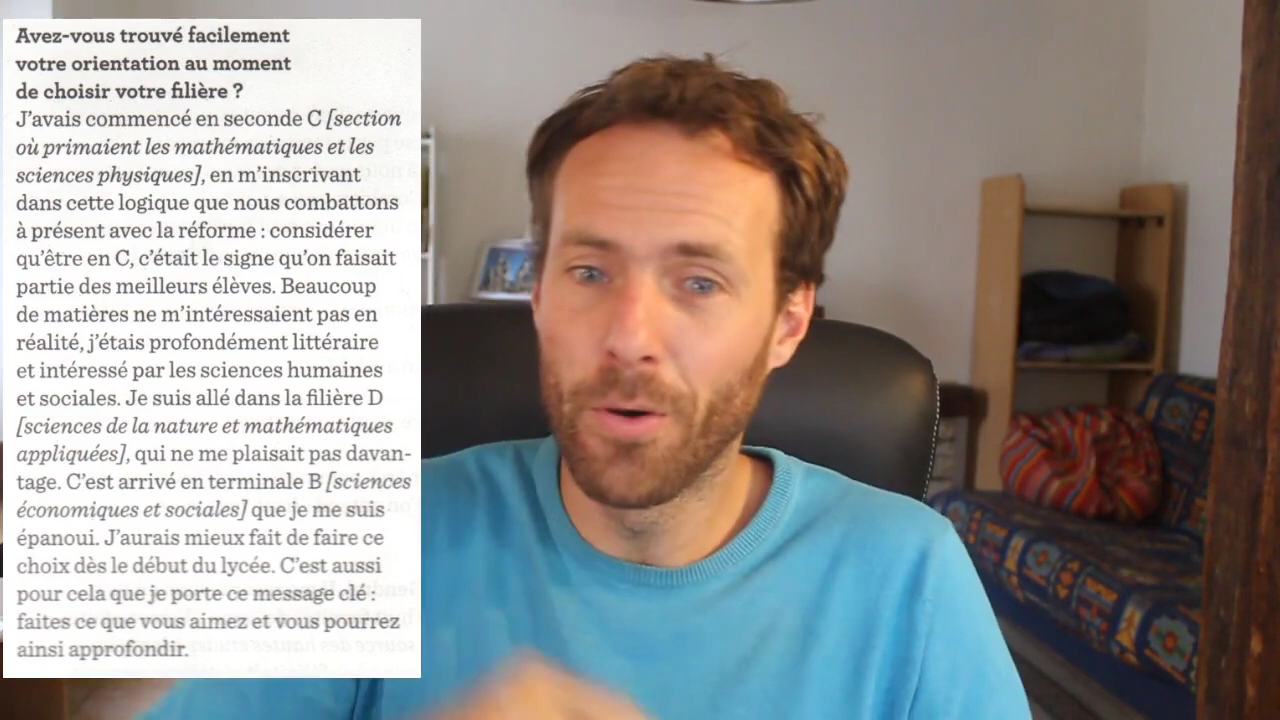 Avez-vous trouvé facilement
votre orientation au moment
de choisir votre filière ?
J'avais commencé en seconde C [section
où primaient les mathématiques et les
sciences physiques], en m'inscrivant
dans cette logique que nous combattons
à présent avec la réforme : considérer
qu'être en C, c'était le signe qu'on faisait
partie des meilleurs élèves. Beaucoup
de matières ne m'intéressaient pas en
réalité, j'étais profondément littéraire
et intéressé par les sciences humaines
et sociales. Je suis allé dans la filière D
[sciences de la nature et mathématiques
appliquées], qui ne me plaisait pas davan-
tage. C'est arrivé en terminale B [sciences
économiques et sociales] que je me suis
épanoui. J'aurais mieux fait de faire ce
choix dès le début du lycée. C'est aussi
pour cela que je porte ce message clé :
faites ce que vous aimez et vous pourrez
ainsi approfondir.